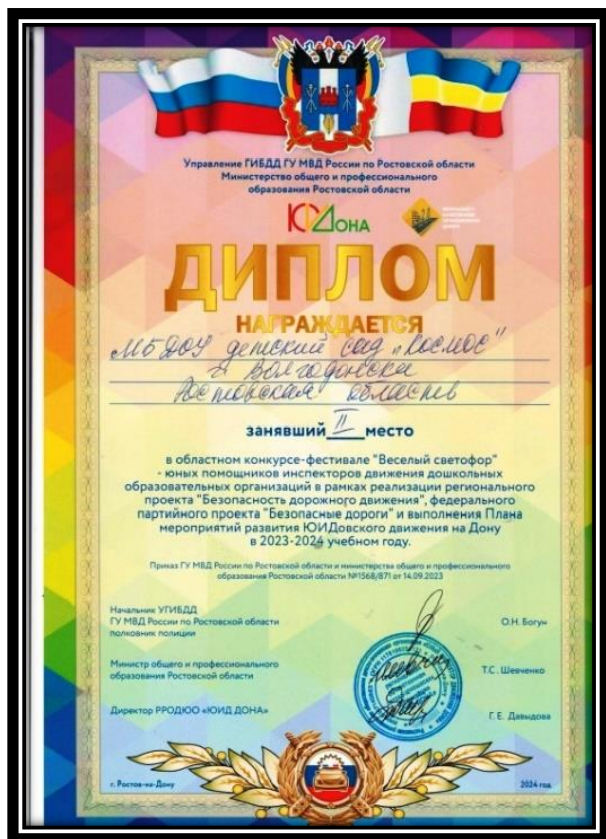 Управление ГИБДД ГУ МВД России по Ростовской области
Министерство общего и профессионального
образования Ростовской области
ЮИДОНА
ДИПЛОМ
НАГРАЖДАЕТСЯ
МБДОУ детский сад "Космос"
г. Волгодонска
Ростовская область
занявший II место
в областном конкурсе-фестивале "Веселый светофор"
- юных помощников инспекторов движения дошкольных
образовательных организаций в рамках реализации регионального
проекта "Безопасность дорожного движения", федерального
партийного проекта "Безопасные дороги" и выполнения Плана
мероприятий развития ЮИДовского движения на Дону
в 2023-2024 учебном году.
Приказ ГУ МВД России по Ростовской области и министерства общего и профессионального
образования Ростовской области №1568/871 от 14.09.2023
Начальник УГИБДД
ГУ МВД России по Ростовской области
полковник полиции
О.Н. Богун
Министр общего и профессионального
образования Ростовской области
Т.С. Шевченко
Директор РРОДЮО «ЮИД ДОНА»
Г.Е. Давыдова
г. Ростов-на-Дону
2024 год